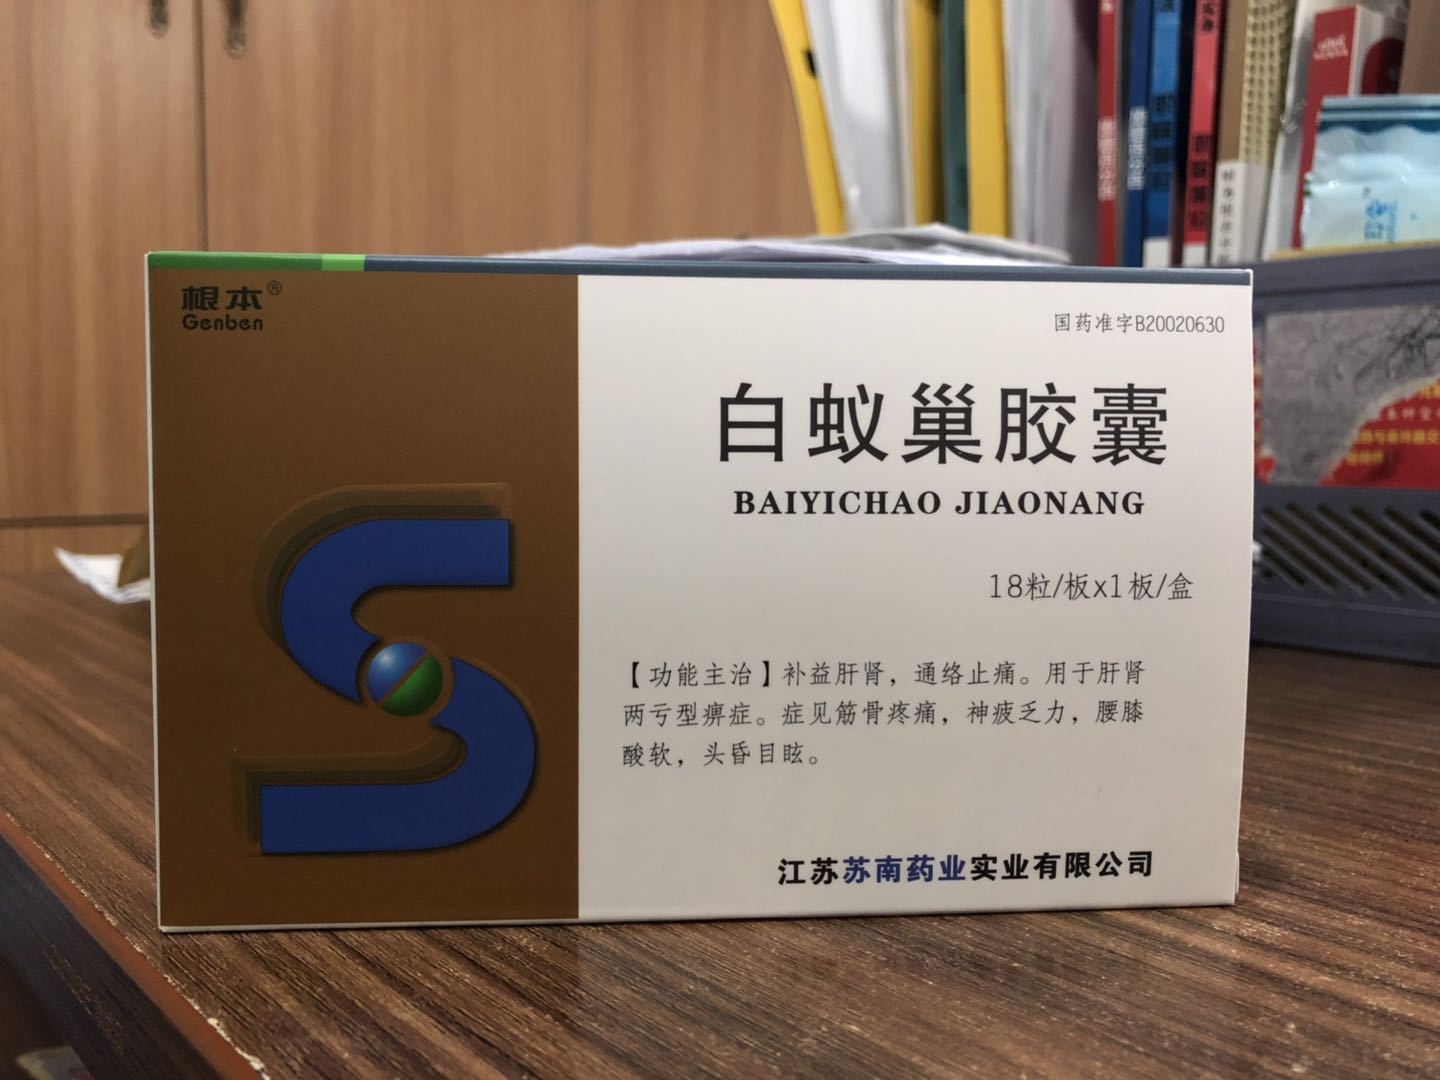 根本®
Genben
国药准字B20020630
白蚁巢胶囊
BAIYICHAO JIAONANG
18粒/板x1板/盒
【功能主治】补益肝肾，通络止痛。用于肝肾
两亏型痹症。症见筋骨疼痛，神疲乏力，腰膝
酸软，头昏目眩。
江苏苏南药业实业有限公司